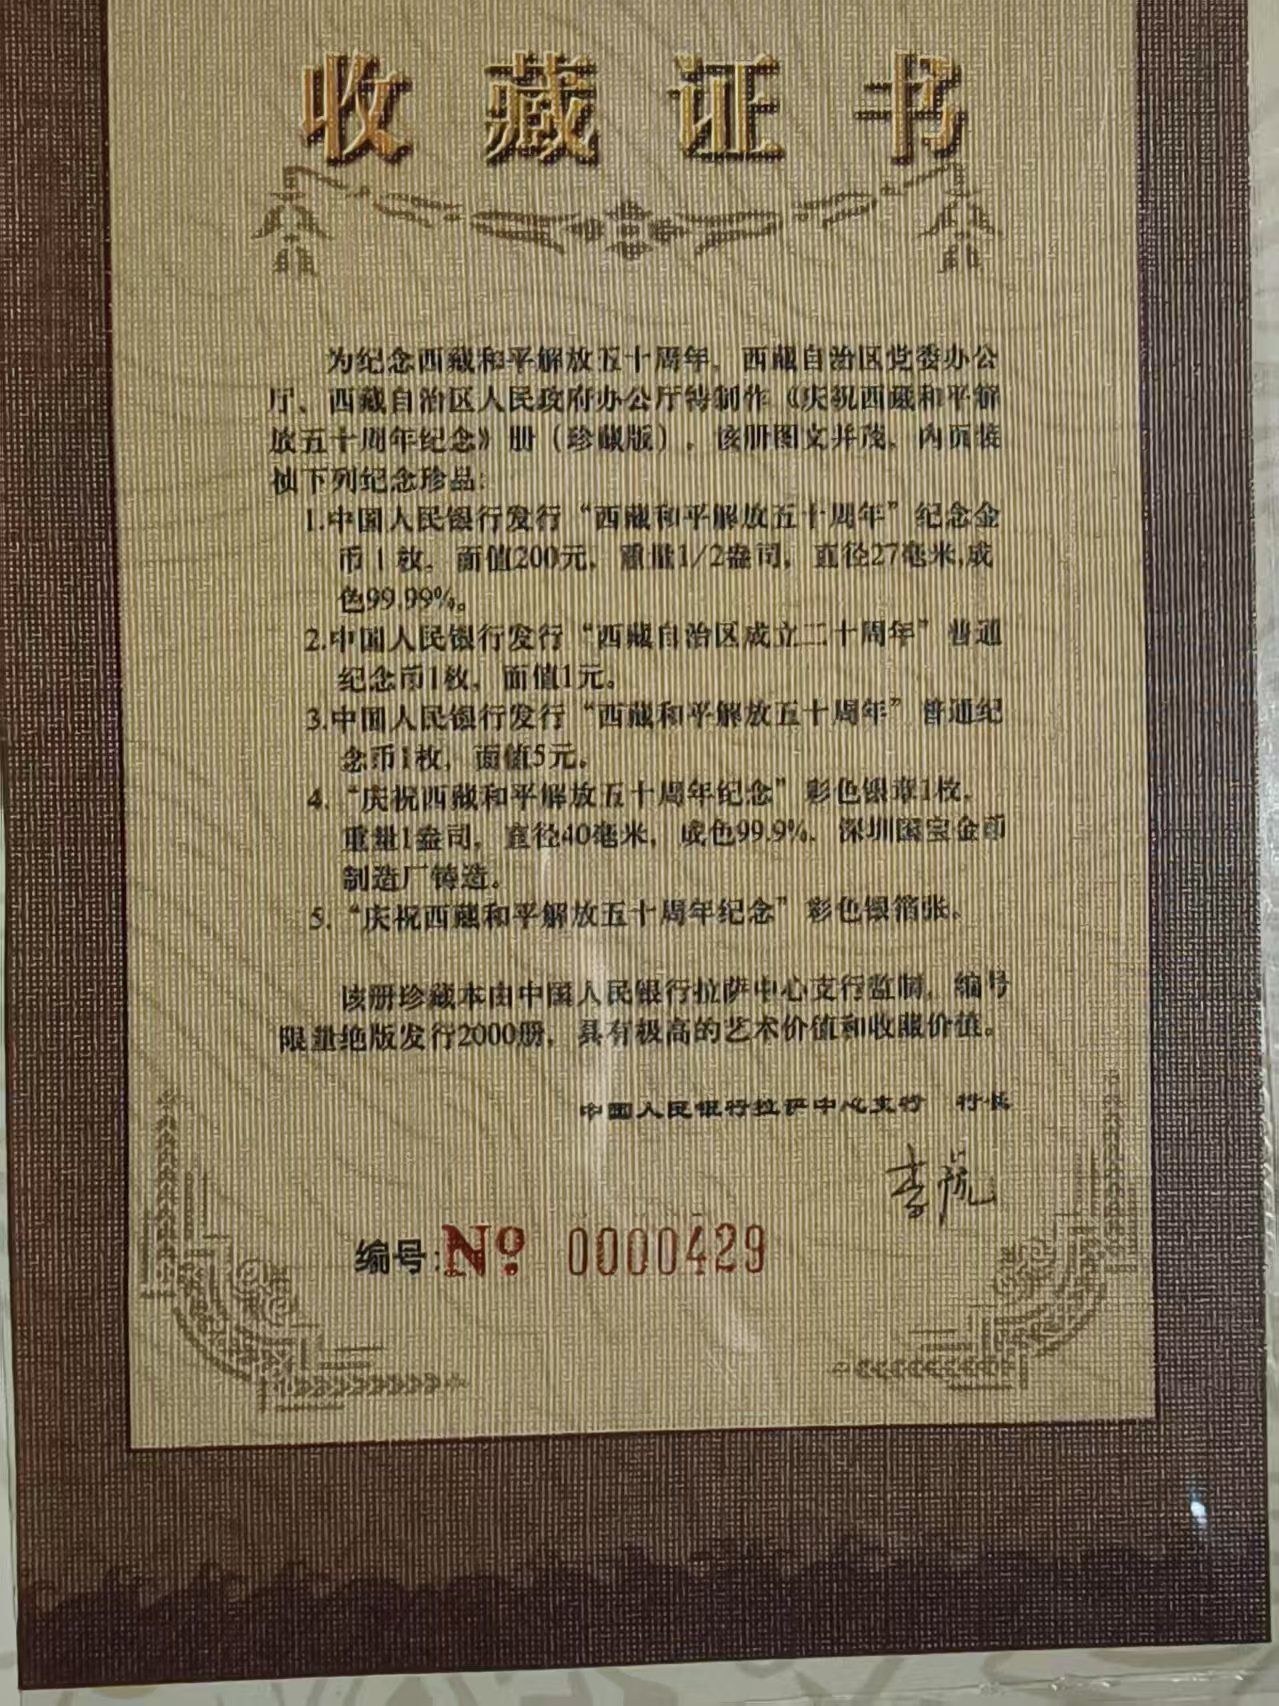 收藏证书
为纪念西藏和平解放五十周年，西藏自治区党委办公
厅、西藏自治区人民政府办公厅特制作《庆祝西藏和平解
放五十周年纪念》册（珍藏版），该册图文并茂，内页装
帧下列纪念珍品：
1.中国人民银行发行“西藏和平解放五十周年”纪念金
币1枚，面值200元，重量1/2盎司，直径27毫米,成
色99.99%。
2.中国人民银行发行“西藏自治区成立二十周年”普通
纪念币1枚，面值1元。
3.中国人民银行发行“西藏和平解放五十周年”普通纪
念币1枚，面值5元。
4.“庆祝西藏和平解放五十周年纪念”彩色银章1枚，
重量1盎司，直径40毫米，成色99.9%，深圳国宝金币
制造厂铸造。
5.“庆祝西藏和平解放五十周年纪念”彩色银箔张。
该册珍藏本由中国人民银行拉萨中心支行监制，编号
限量绝版发行2000册，具有极高的艺术价值和收藏价值。
中国人民银行拉萨中心支行 行长
编号:No 0000429